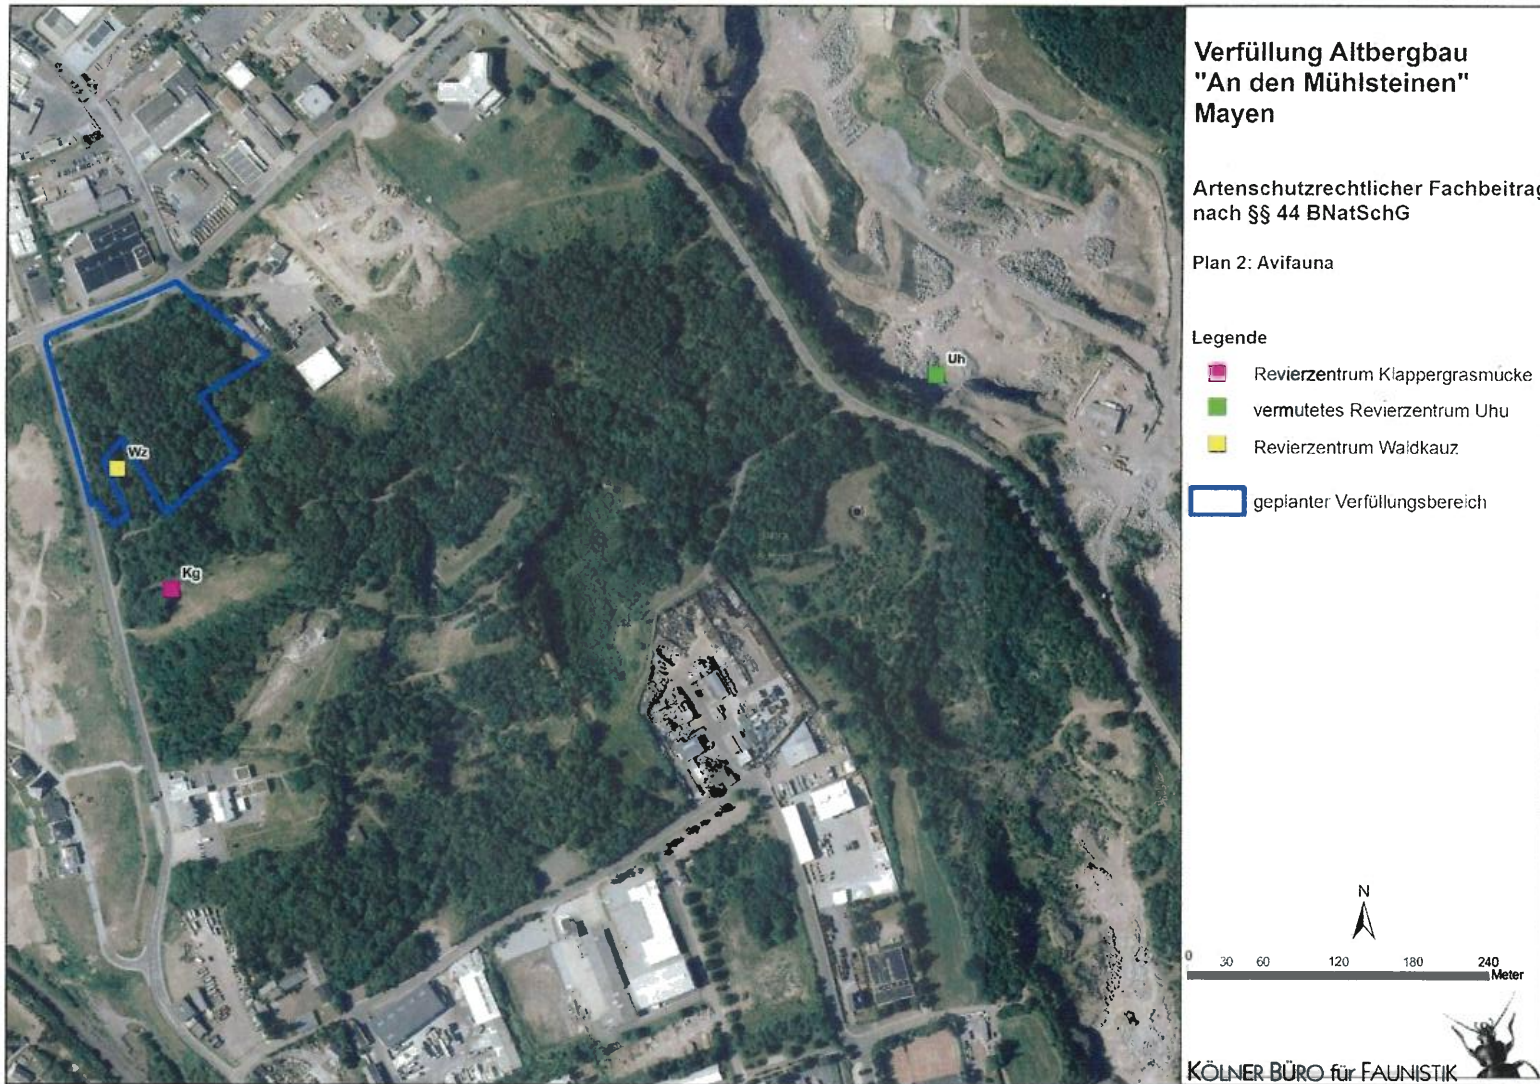 Verfüllung Altbergbau
"An den Mühlsteinen"
Mayen
Artenschutzrechtlicher Fachbeitrag
nach §§ 44 BNatSchG
Plan 2: Avifauna
Legende
Revierzentrum Klappergrasmücke
vermutetes Revierzentrum Uhu
Revierzentrum Waldkauz
geplanter Verfüllungsbereich
Uh
Wz
Kg
N
0 30 60 120 180 240
Meter
KÖLNER BÜRO für FAUNISTIK